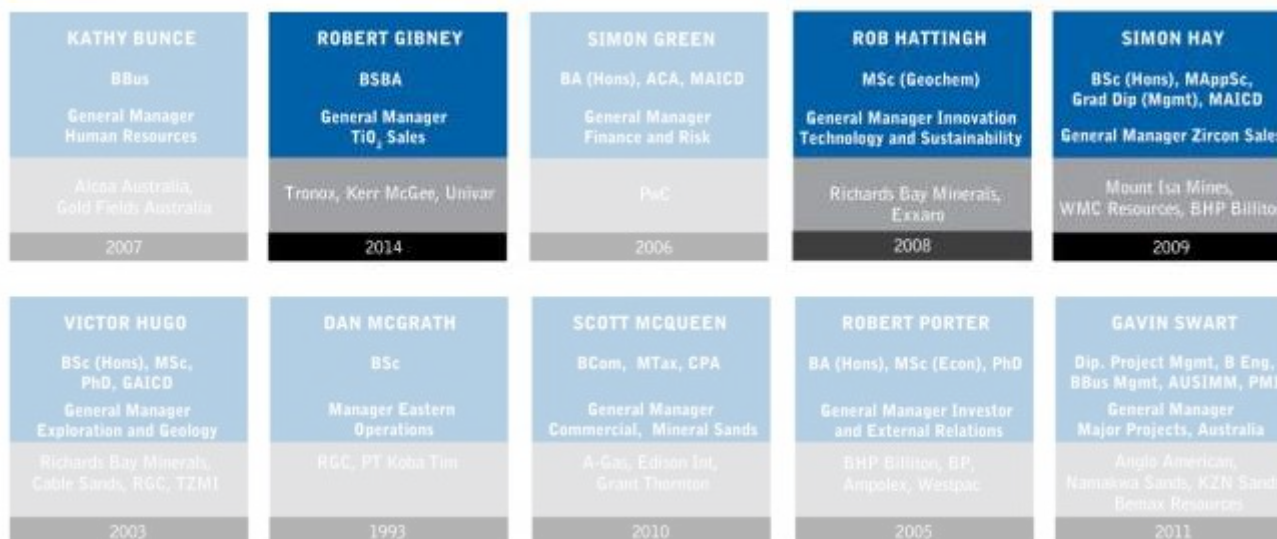 KATHY BUNCE
BBus
General Manager
Human Resources
Alcoa Australia,
Gold Fields Australia
2007
ROBERT GIBNEY
BSBA
General Manager
TiO₂ Sales
Tronox, Kerr McGee, Univar
2014
SIMON GREEN
BA (Hons), ACA, MAICD
General Manager
Finance and Risk
PwC
2006
ROB HATTINGH
MSc (Geochem)
General Manager Innovation
Technology and Sustainability
Richards Bay Minerals,
Exxaro
2008
SIMON HAY
BSc (Hons), MAppSc,
Grad Dip (Mgmt), MAICD
General Manager Zircon Sales
Mount Isa Mines,
WMC Resources, BHP Billito
2009
VICTOR HUGO
BSc (Hons), MSc,
PhD, GAICD
General Manager
Exploration and Geology
Richards Bay Minerals,
Cable Sands, RGC, TZMI
2003
DAN MCGRATH
BSc
Manager Eastern
Operations
RGC, PT Koba Tin
1993
SCOTT MCQUEEN
BCom, MTax, CPA
General Manager
Commercial, Mineral Sands
A-Gas, Edison Int,
Grant Thornton
2010
ROBERT PORTER
BA (Hons), MSc (Econ), PhD
General Manager Investor
and External Relations
BHP Billiton, BP,
Ampolex, Westpac
2005
GAVIN SWART
Dip. Project Mgmt, B Eng,
BBus Mgmt, AUSIMM, PMI
General Manager
Major Projects, Australia
Anglo American,
Namakwa Sands, KZN Sands
Bemax Resources
2011